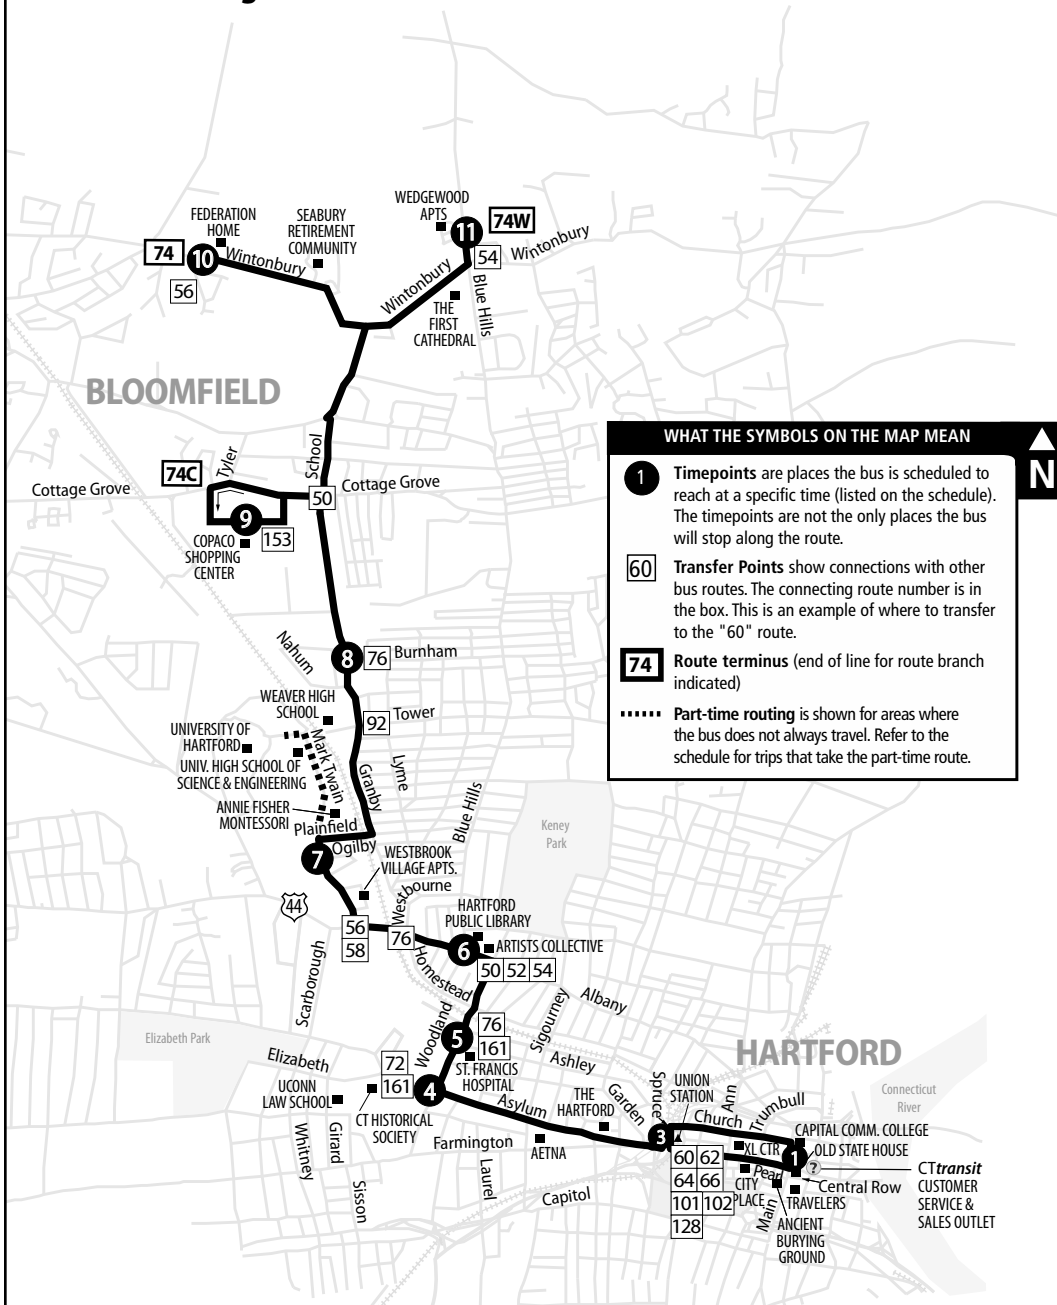 FEDERATION
HOME
SEABURY
RETIREMENT
COMMUNITY
WEDGEWOOD
APTS
74W
11
74
10
Wintonbury
56
54
Wintonbury
Wintonbury
Blue Hills
THE
FIRST
CATHEDRAL
BLOOMFIELD
Tyler
School
74C
Cottage Grove
50
Cottage Grove
9
153
COPACO
SHOPPING
CENTER
WHAT THE SYMBOLS ON THE MAP MEAN
N
1
Timepoints are places the bus is scheduled to
reach at a specific time (listed on the schedule).
The timepoints are not the only places the bus
will stop along the route.
60
Transfer Points show connections with other
bus routes. The connecting route number is in
the box. This is an example of where to transfer
to the "60" route.
74
Route terminus (end of line for route branch
indicated)
Part-time routing is shown for areas where
the bus does not always travel. Refer to the
schedule for trips that take the part-time route.
Nahum
8
76
Burnham
WEAVER HIGH
SCHOOL
92
Tower
UNIVERSITY OF
HARTFORD
Mark Twain
UNIV. HIGH SCHOOL OF
SCIENCE & ENGINEERING
Granby
Lyme
ANNIE FISHER
MONTESSORI
Plainfield
Blue Hills
Keney
Park
7
Ogilby
WESTBROOK
VILLAGE APTS.
Westbourne
44
HARTFORD
PUBLIC LIBRARY
56
58
76
6
ARTISTS COLLECTIVE
50
52
54
Homestead
Scarborough
Albany
Sigourney
Woodland
Elizabeth Park
5
76
161
Ashley
HARTFORD
Elizabeth
ST. FRANCIS
HOSPITAL
72
161
4
UCONN
LAW SCHOOL
CT HISTORICAL
SOCIETY
Asylum
THE
HARTFORD
Garden
Spruce
UNION
STATION
Ann
Trumbull
Connecticut
River
Church
3
CAPITAL COMM. COLLEGE
Whitney
Girard
Farmington
AETNA
XL CTR
1
OLD STATE HOUSE
60
62
64
66
101
102
128
Pearl
CITY
PLACE
?
CTtransit
CUSTOMER
SERVICE &
SALES OUTLET
Central Row
Sisson
Laurel
Capitol
Main
TRAVELERS
ANCIENT
BURYING
GROUND